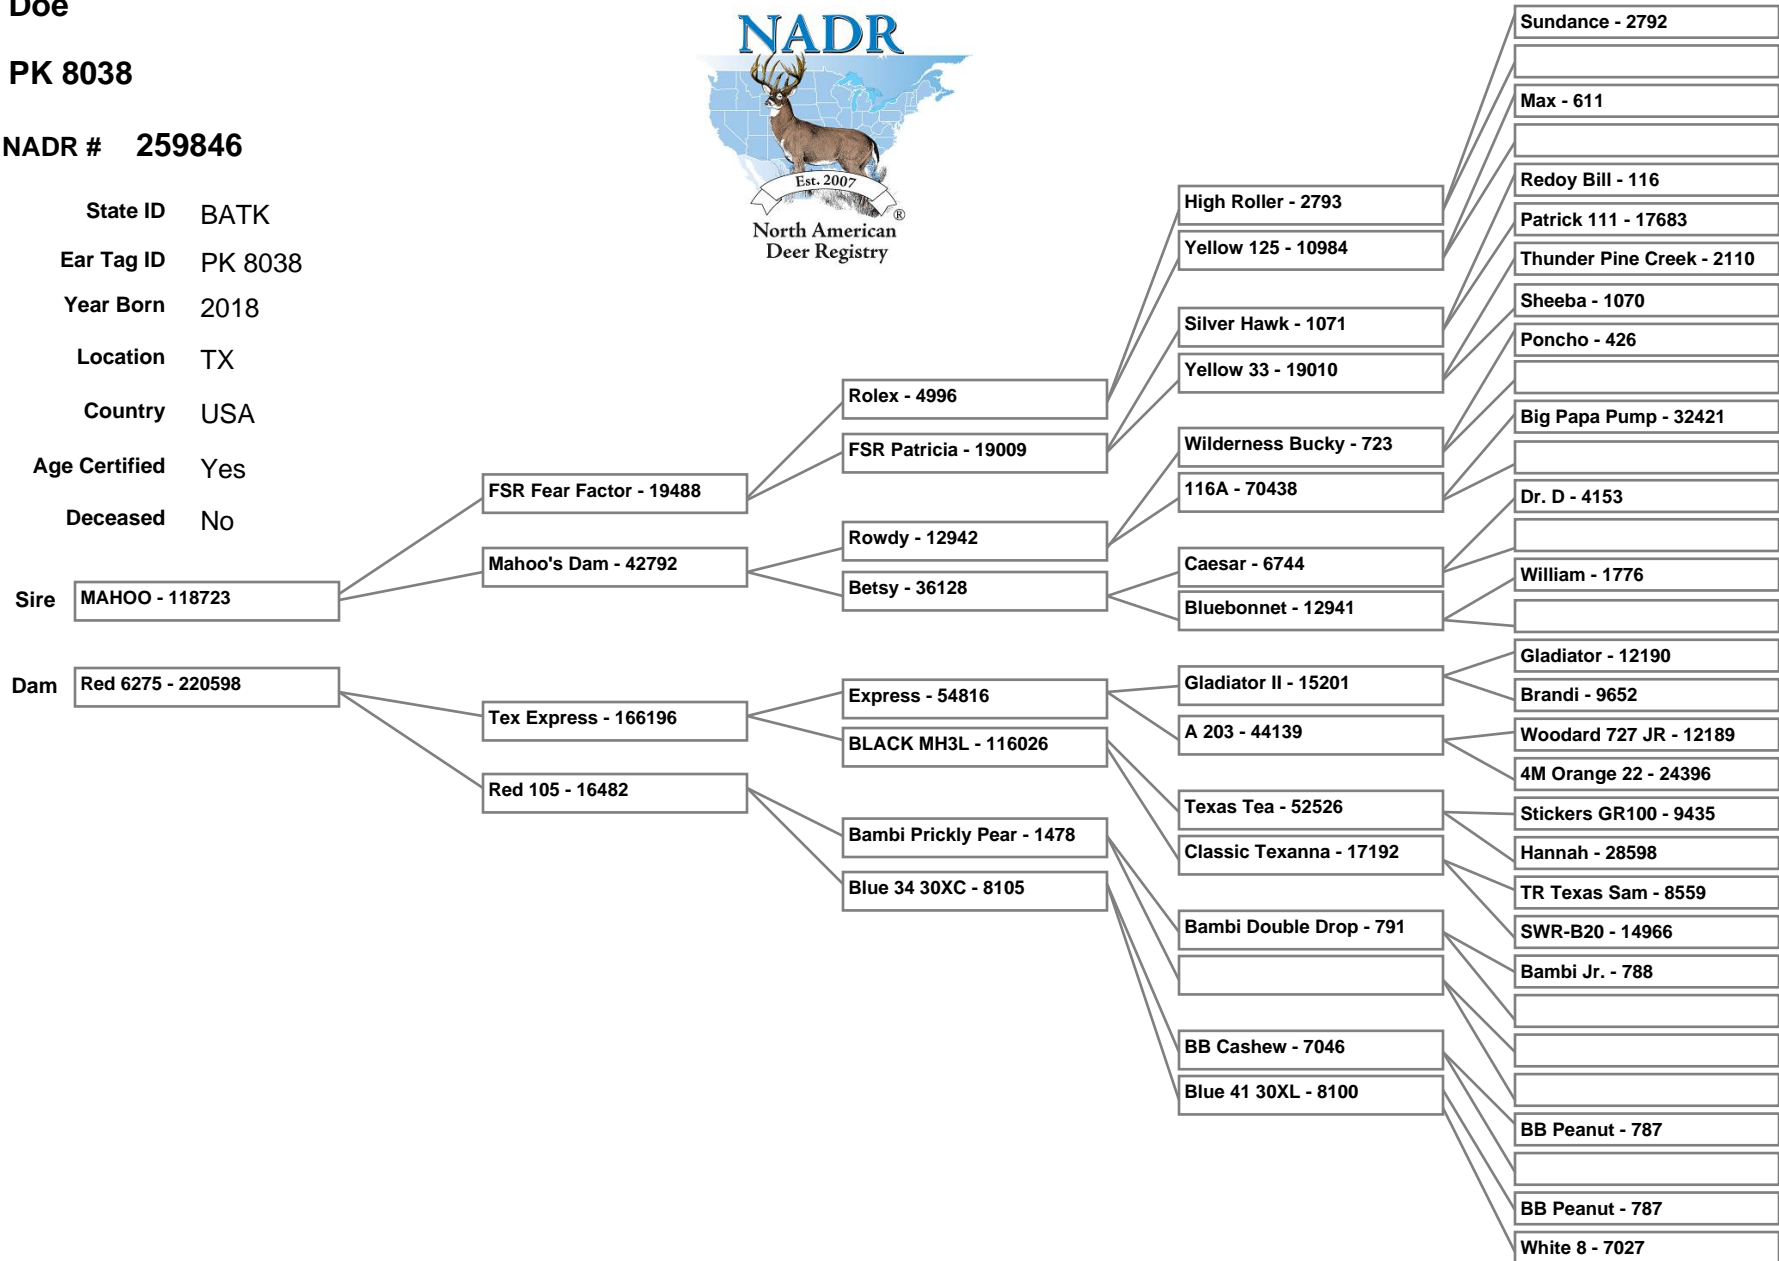 Doe
PK 8038
NADR # 259846
State ID BATK
Ear Tag ID PK 8038
Year Born 2018
Location TX
Country USA
Age Certified Yes
Deceased No
NADR
Est. 2007
®
North American
Deer Registry
Sire MAHOO - 118723
Dam Red 6275 - 220598
FSR Fear Factor - 19488
Mahoo's Dam - 42792
Tex Express - 166196
Red 105 - 16482
Rolex - 4996
FSR Patricia - 19009
Rowdy - 12942
Betsy - 36128
Express - 54816
BLACK MH3L - 116026
Bambi Prickly Pear - 1478
Blue 34 30XC - 8105
High Roller - 2793
Yellow 125 - 10984
Silver Hawk - 1071
Yellow 33 - 19010
Wilderness Bucky - 723
116A - 70438
Caesar - 6744
Bluebonnet - 12941
Gladiator II - 15201
A 203 - 44139
Texas Tea - 52526
Classic Texanna - 17192
Bambi Double Drop - 791
BB Cashew - 7046
Blue 41 30XL - 8100
Sundance - 2792
Max - 611
Redoy Bill - 116
Patrick 111 - 17683
Thunder Pine Creek - 2110
Sheeba - 1070
Poncho - 426
Big Papa Pump - 32421
Dr. D - 4153
William - 1776
Gladiator - 12190
Brandi - 9652
Woodard 727 JR - 12189
4M Orange 22 - 24396
Stickers GR100 - 9435
Hannah - 28598
TR Texas Sam - 8559
SWR-B20 - 14966
Bambi Jr. - 788
BB Peanut - 787
BB Peanut - 787
White 8 - 7027